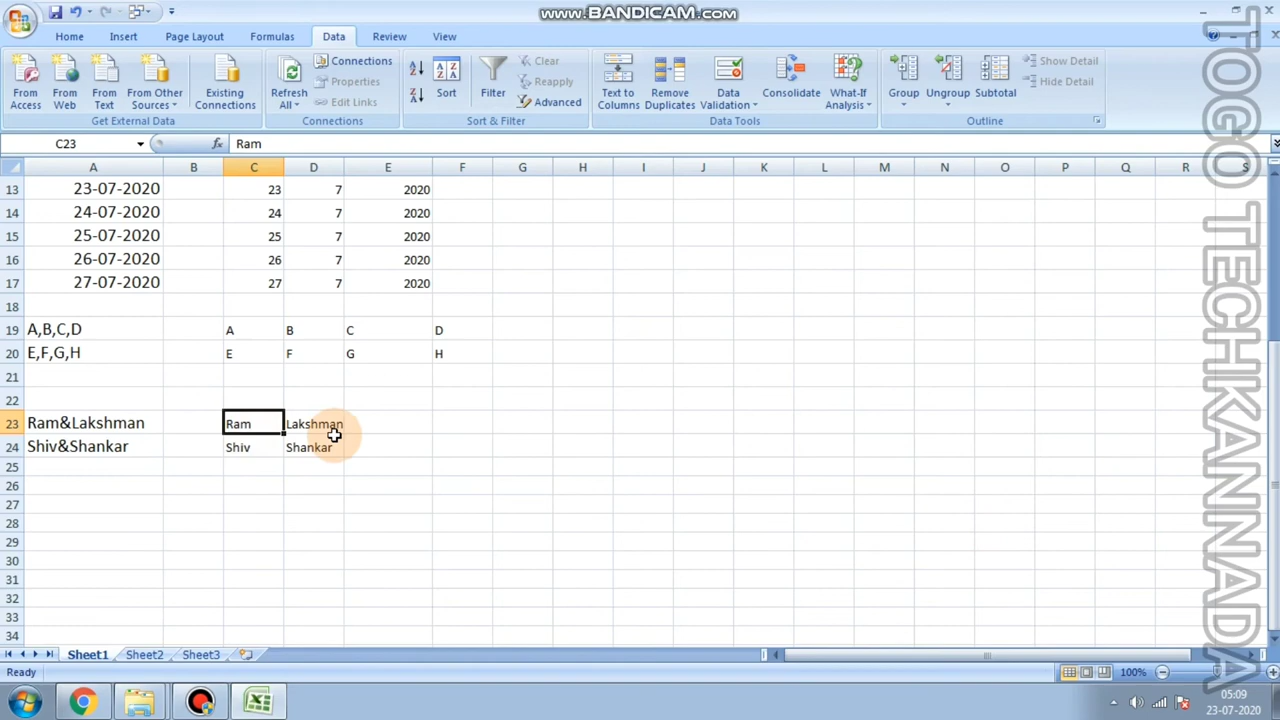 www.BANDICAM.com
Home Insert Page Layout Formulas Data Review View
From Access
From Web
From Text
From Other Sources
Existing Connections
Get External Data
Refresh All
Connections
Properties
Edit Links
Connections
Sort
Filter
Clear
Reapply
Advanced
Sort & Filter
Text to Columns
Remove Duplicates
Data Validation
Consolidate
What-If Analysis
Data Tools
Group
Ungroup
Subtotal
Show Detail
Hide Detail
Outline
C23 fx Ram
A B C D E F G H I J K L M N O P Q R S
13 23-07-2020 23 7 2020
14 24-07-2020 24 7 2020
15 25-07-2020 25 7 2020
16 26-07-2020 26 7 2020
17 27-07-2020 27 7 2020
18
19 A,B,C,D A B C D
20 E,F,G,H E F G H
21
22
23 Ram&Lakshman Ram Lakshman
24 Shiv&Shankar Shiv Shankar
25
26
27
28
29
30
31
32
33
34
Sheet1 Sheet2 Sheet3
Ready 100%
05:09
23-07-2020
TOGO TECHKANNADA